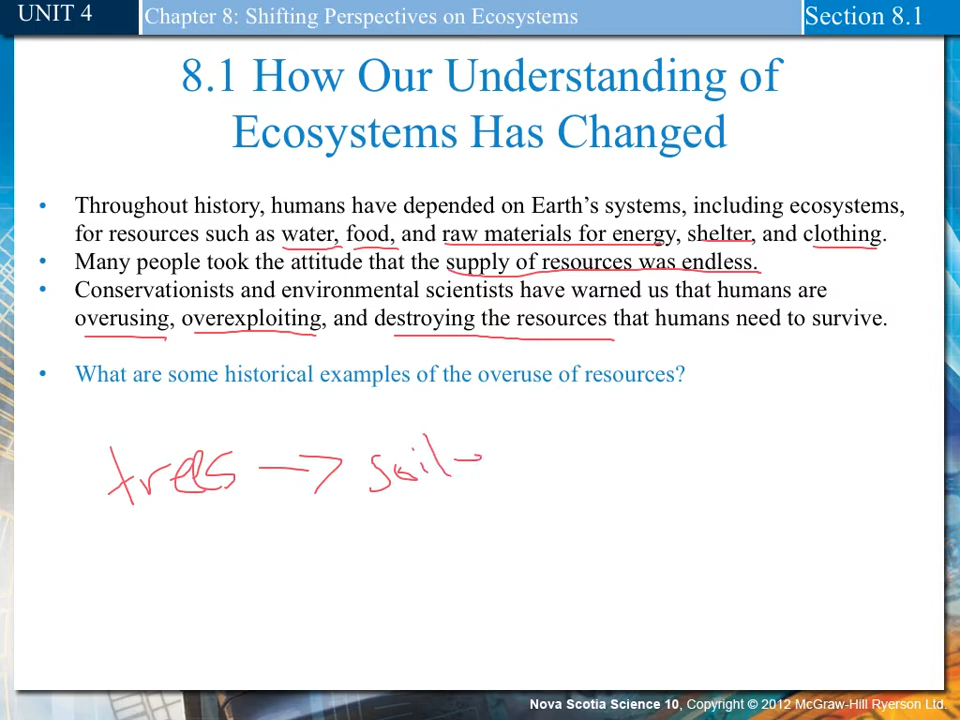 UNIT 4
Chapter 8: Shifting Perspectives on Ecosystems
Section 8.1
8.1 How Our Understanding of
Ecosystems Has Changed
• Throughout history, humans have depended on Earth’s systems, including ecosystems,
for resources such as water, food, and raw materials for energy, shelter, and clothing.
• Many people took the attitude that the supply of resources was endless.
• Conservationists and environmental scientists have warned us that humans are
overusing, overexploiting, and destroying the resources that humans need to survive.
• What are some historical examples of the overuse of resources?
trees → soil -
Nova Scotia Science 10, Copyright © 2012 McGraw-Hill Ryerson Ltd.